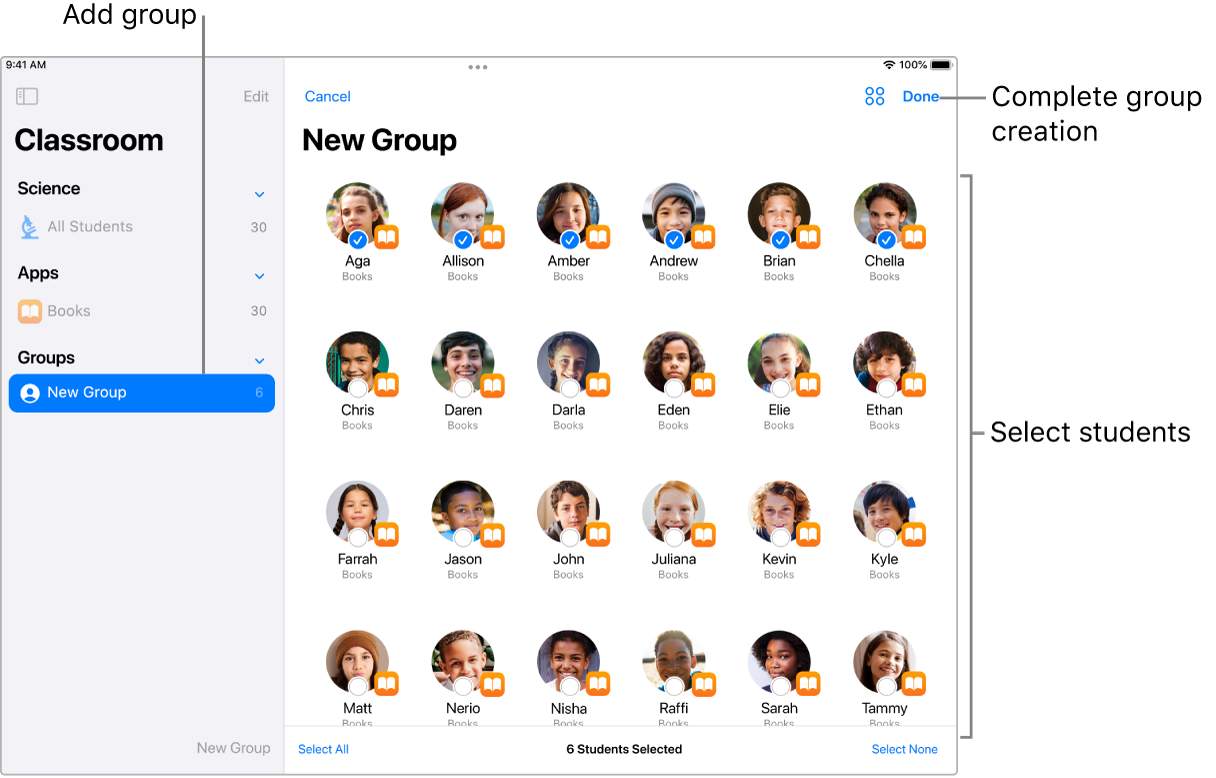 Add group
9:41 AM
100%
Edit
Cancel
Done
Complete group
creation
Classroom
New Group
Science
All Students 30
Apps
Books 30
Groups
New Group 6
Aga Allison Amber Andrew Brian Chella
Books Books Books Books Books Books
Chris Daren Darla Eden Elie Ethan
Books Books Books Books Books Books
Select students
Farrah Jason John Juliana Kevin Kyle
Books Books Books Books Books Books
Matt Nerio Nisha Raffi Sarah Tammy
Books Books Books Books Books Books
New Group
Select All
6 Students Selected
Select None